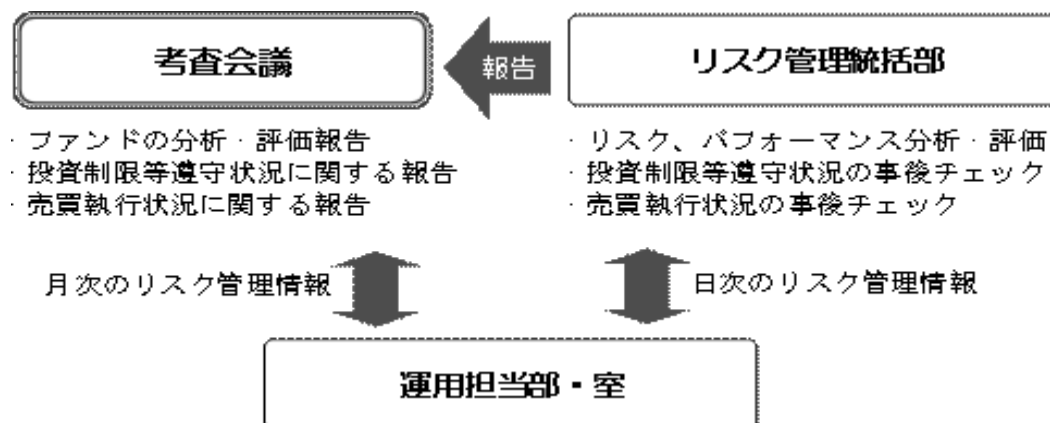 考査会議
報告
リスク管理統括部
・ファンドの分析・評価報告
・投資制限等遵守状況に関する報告
・売買執行状況に関する報告
・リスク、パフォーマンス分析・評価
・投資制限等遵守状況の事後チェック
・売買執行状況の事後チェック
月次のリスク管理情報
日次のリスク管理情報
運用担当部・室